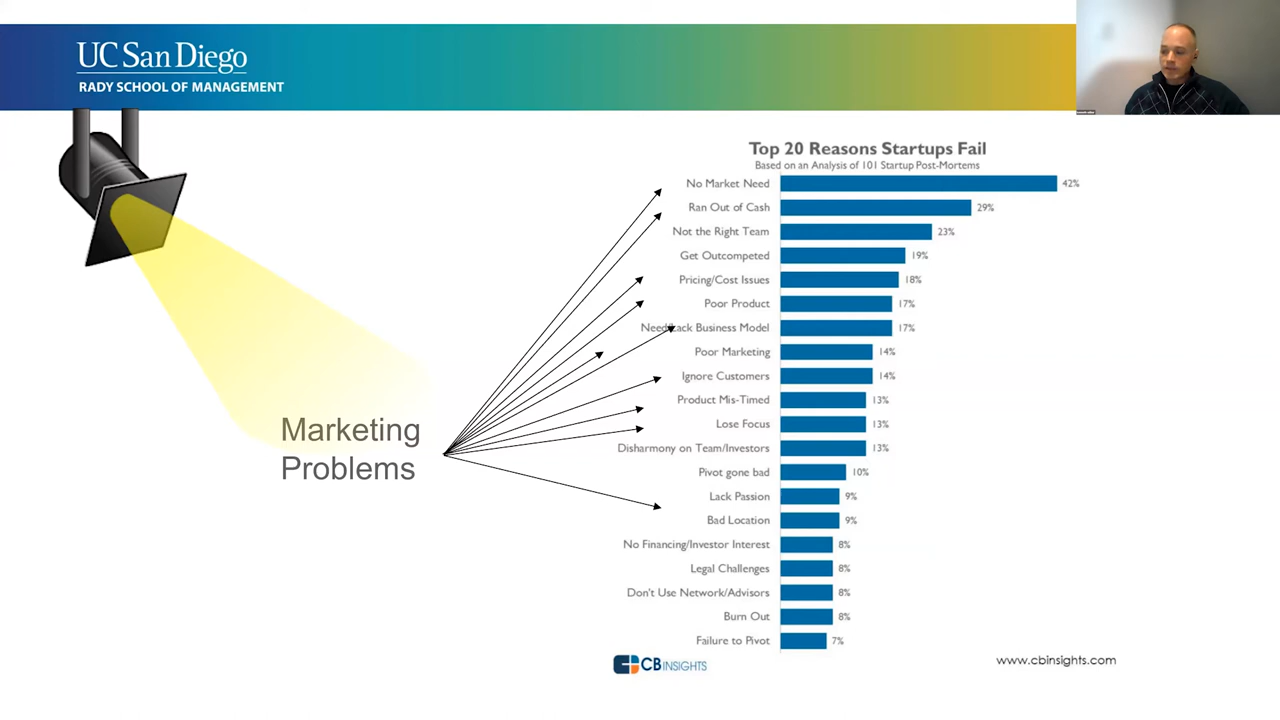 UC San Diego
RADY SCHOOL OF MANAGEMENT
Top 20 Reasons Startups Fail
Based on an Analysis of 101 Startup Post-Mortems
No Market Need 42%
Ran Out of Cash 29%
Not the Right Team 23%
Get Outcompeted 19%
Pricing/Cost Issues 18%
Poor Product 17%
Need/Lack Business Model 17%
Poor Marketing 14%
Ignore Customers 14%
Product Mis-Timed 13%
Lose Focus 13%
Disharmony on Team/Investors 13%
Pivot gone bad 10%
Lack Passion 9%
Bad Location 9%
No Financing/Investor Interest 8%
Legal Challenges 8%
Don't Use Network/Advisors 8%
Burn Out 8%
Failure to Pivot 7%
Marketing
Problems
CBINSIGHTS
www.cbinsights.com